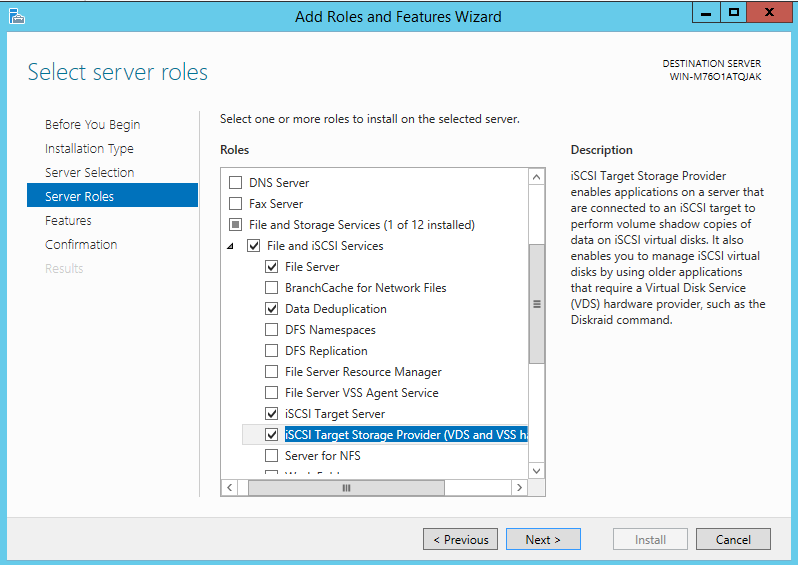 Add Roles and Features Wizard
Select server roles
DESTINATION SERVER
WIN-M76O1ATQJAK
Before You Begin
Installation Type
Server Selection
Server Roles
Features
Confirmation
Results
Select one or more roles to install on the selected server.
Roles
DNS Server
Fax Server
File and Storage Services (1 of 12 installed)
File and iSCSI Services
File Server
BranchCache for Network Files
Data Deduplication
DFS Namespaces
DFS Replication
File Server Resource Manager
File Server VSS Agent Service
iSCSI Target Server
iSCSI Target Storage Provider (VDS and VSS
Server for NFS
Description
iSCSI Target Storage Provider
enables applications on a server that
are connected to an iSCSI target to
perform volume shadow copies of
data on iSCSI virtual disks. It also
enables you to manage iSCSI virtual
disks by using older applications
that require a Virtual Disk Service
(VDS) hardware provider, such as the
Diskraid command.
< Previous
Next >
Install
Cancel